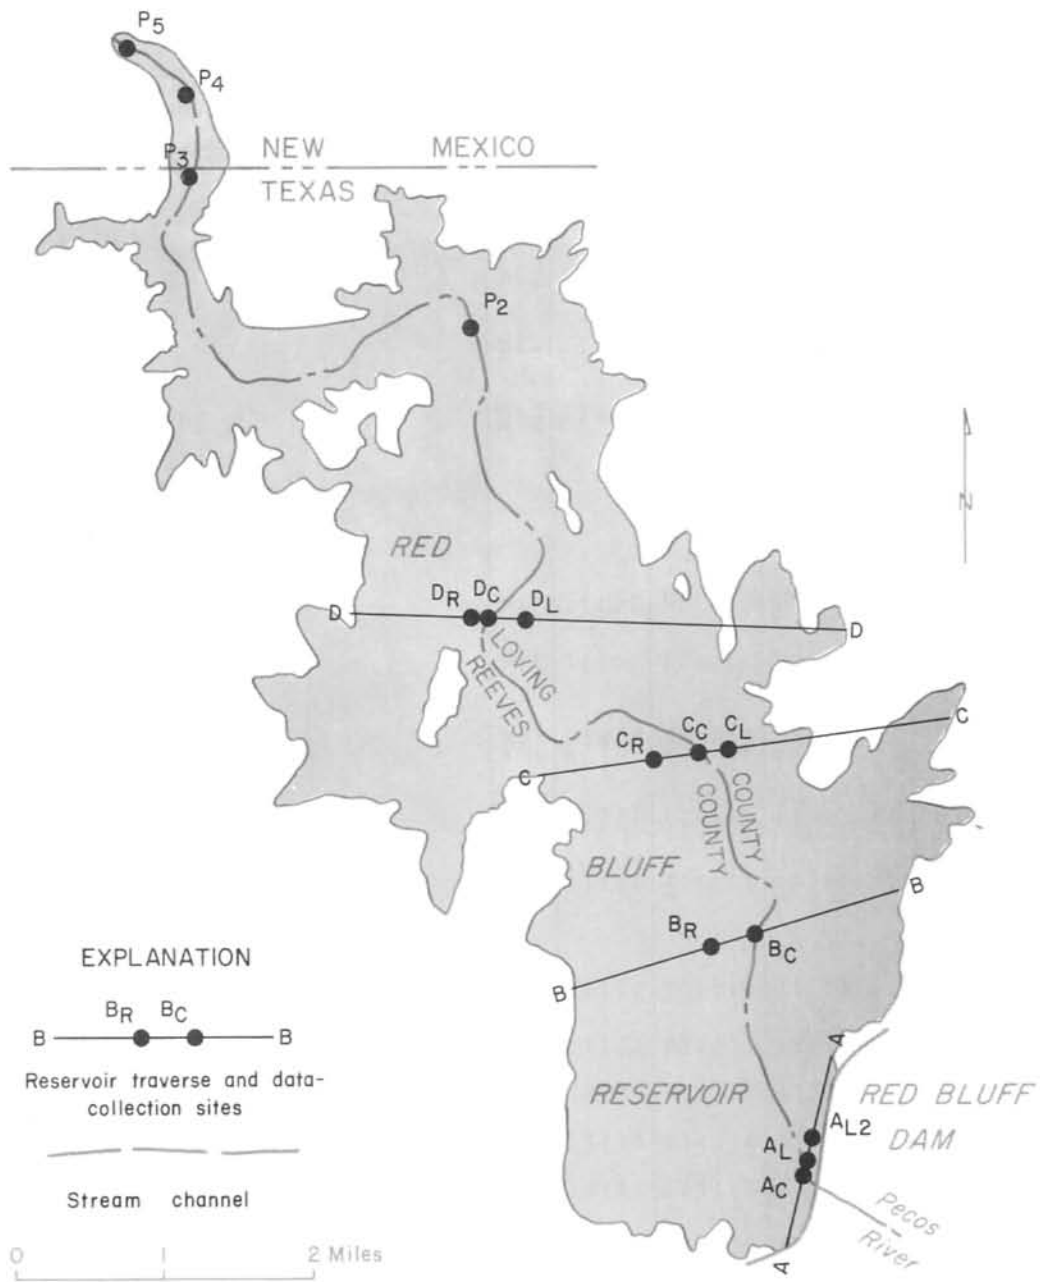 P5
P4
P3
NEW MEXICO
TEXAS
P2
N
RED
D DR DC DL D
LOVING
REEVES
CR CC CL C
C
COUNTY
COUNTY
BLUFF
B
BR BC
B
EXPLANATION
BR BC
B B
Reservoir traverse and data-
collection sites
Stream channel
0 1 2 Miles
A
RESERVOIR
RED BLUFF
DAM
AL2
AL
AC
Pecos
River
A